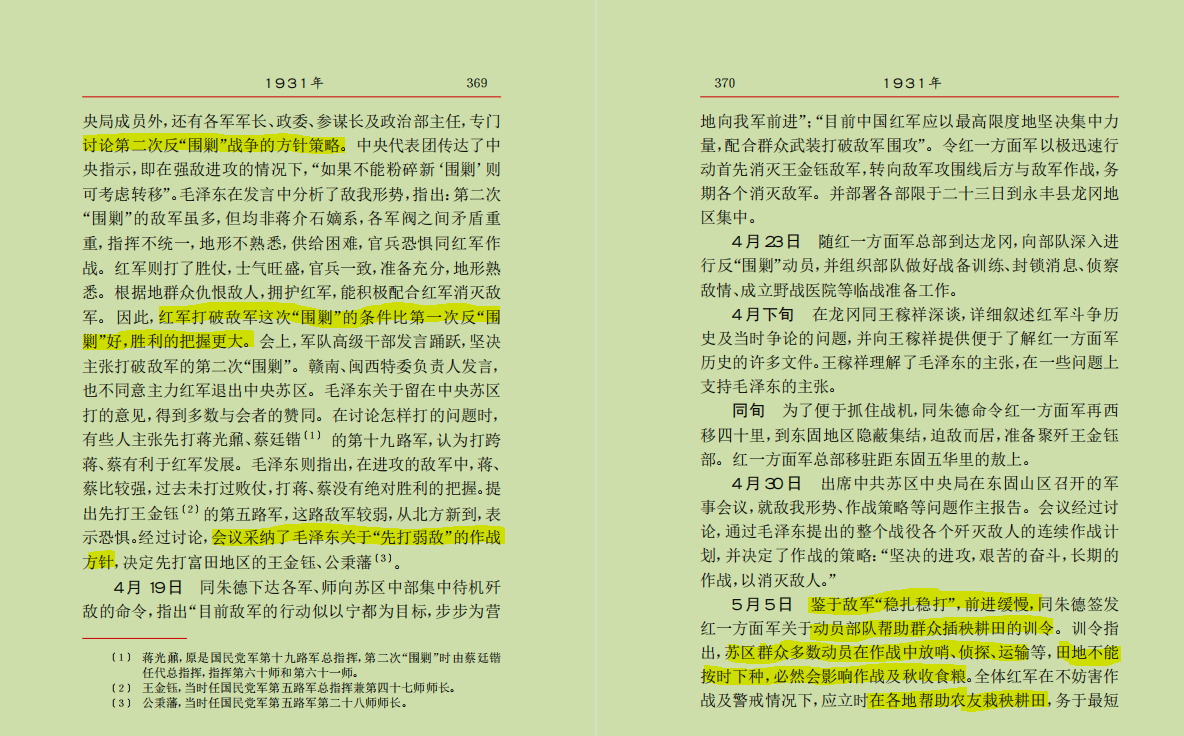 1931年 369
央局成员外,还有各军军长、政委、参谋长及政治部主任,专门
讨论第二次反“围剿”战争的方针策略。中央代表团传达了中
央指示,即在强敌进攻的情况下,“如果不能粉碎新‘围剿’则
可考虑转移”。毛泽东在发言中分析了敌我形势,指出:第二次
“围剿”的敌军虽多,但均非蒋介石嫡系,各军阀之间矛盾重
重,指挥不统一,地形不熟悉,供给困难,官兵恐惧同红军作
战。红军则打了胜仗,士气旺盛,官兵一致,准备充分,地形熟
悉。根据地群众仇恨敌人,拥护红军,能积极配合红军消灭敌
军。因此,红军打破敌军这次“围剿”的条件比第一次反“围
剿”好,胜利的把握更大。会上,军队高级干部发言踊跃,坚决
主张打破敌军的第二次“围剿”。赣南、闽西特委负责人发言,
也不同意主力红军退出中央苏区。毛泽东关于留在中央苏区
打的意见,得到多数与会者的赞同。在讨论怎样打的问题时,
有些人主张先打蒋光鼐、蔡廷锴〔1〕的第十九路军,认为打跨
蒋、蔡有利于红军发展。毛泽东则指出,在进攻的敌军中,蒋、
蔡比较强,过去未打过败仗,打蒋、蔡没有绝对胜利的把握。提
出先打王金钰〔2〕的第五路军,这路敌军较弱,从北方新到,表
示恐惧。经过讨论,会议采纳了毛泽东关于“先打弱敌”的作战
方针,决定先打富田地区的王金钰、公秉藩〔3〕。
4月19日 同朱德下达各军、师向苏区中部集中待机歼
敌的命令,指出“目前敌军的行动似以宁都为目标,步步为营
〔1〕 蒋光鼐,原是国民党军第十九路军总指挥,第二次“围剿”时由蔡廷锴
任代总指挥,指挥第六十师和第六十一师。
〔2〕 王金钰,当时任国民党军第五路军总指挥兼第四十七师师长。
〔3〕 公秉藩,当时任国民党军第五路军第二十八师师长。
370 1931年
地向我军前进”;“目前中国红军应以最高限度地坚决集中力
量,配合群众武装打破敌军围攻”。令红一方面军以极迅速行
动首先消灭王金钰敌军,转向敌军攻围线后方与敌军作战,务
期各个消灭敌军。并部署各部限于二十三日到永丰县龙冈地
区集中。
4月23日 随红一方面军总部到达龙冈,向部队深入进
行反“围剿”动员,并组织部队做好战备训练、封锁消息、侦察
敌情、成立野战医院等临战准备工作。
4月下旬 在龙冈同王稼祥深谈,详细叙述红军斗争历
史及当时争论的问题,并向王稼祥提供便于了解红一方面军
历史的许多文件。王稼祥理解了毛泽东的主张,在一些问题上
支持毛泽东的主张。
同旬 为了便于抓住战机,同朱德命令红一方面军再西
移四十里,到东固地区隐蔽集结,迫敌而居,准备聚歼王金钰
部。红一方面军总部移驻距东固五华里的敖上。
4月30日 出席中共苏区中央局在东固山区召开的军
事会议,就敌我形势、作战策略等问题作主报告。会议经过讨
论,通过毛泽东提出的整个战役各个歼灭敌人的连续作战计
划,并决定了作战的策略:“坚决的进攻,艰苦的奋斗,长期的
作战,以消灭敌人。”
5月5日 鉴于敌军“稳扎稳打”,前进缓慢,同朱德签发
红一方面军关于动员部队帮助群众插秧耕田的训令。训令指
出,苏区群众多数动员在作战中放哨、侦探、运输等,田地不能
按时下种,必然会影响作战及秋收食粮。全体红军在不妨害作
战及警戒情况下,应立时在各地帮助农友栽秧耕田,务于最短